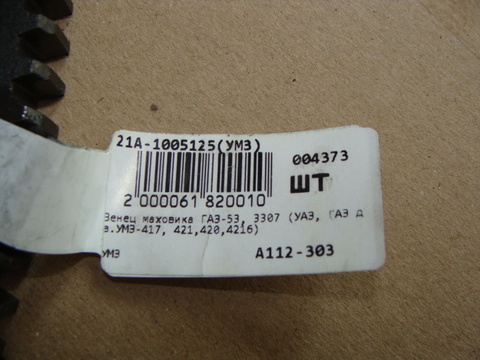 21А-1005125(УМЗ)
004373
ШТ
2 000061 820010
Венец маховика ГАЗ-53, 3307 (УАЗ, ГАЗ д
в.УМЗ-417, 421,420,4216)
УМЗ
А112-303